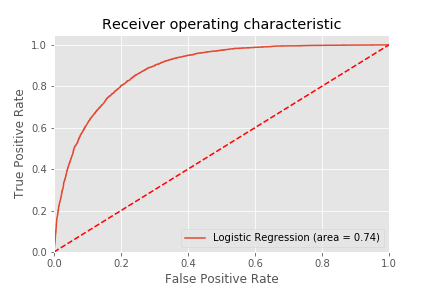 Receiver operating characteristic
True Positive Rate
1.0
0.8
0.6
0.4
0.2
0.0
Logistic Regression (area = 0.74)
0.0 0.2 0.4 0.6 0.8 1.0
False Positive Rate